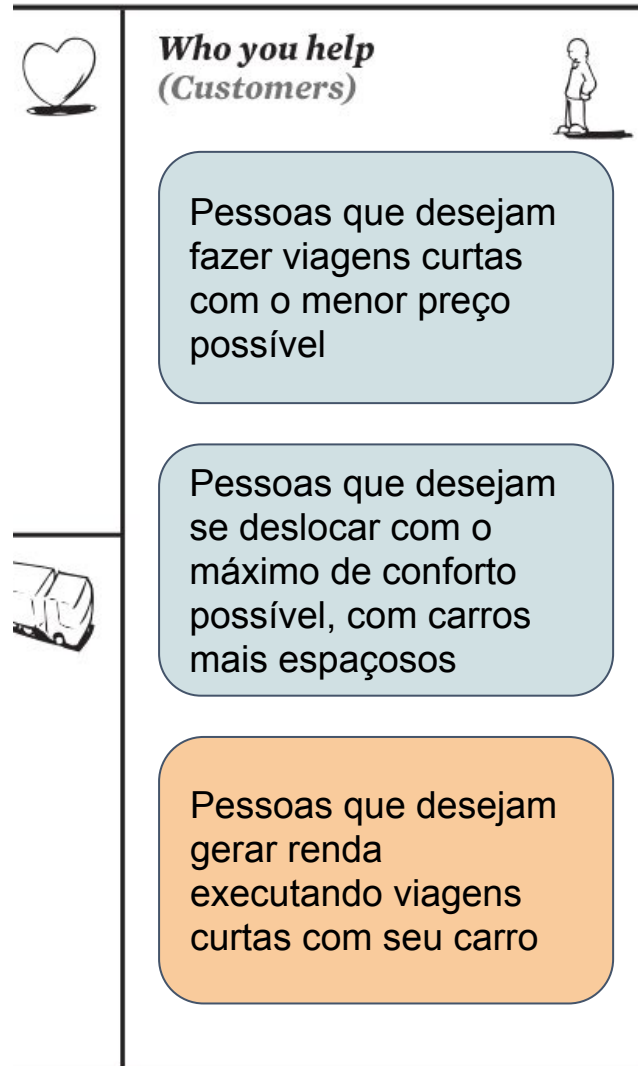 Who you help
(Customers)
Pessoas que desejam
fazer viagens curtas
com o menor preço
possível
Pessoas que desejam
se deslocar com o
máximo de conforto
possível, com carros
mais espaçosos
Pessoas que desejam
gerar renda
executando viagens
curtas com seu carro